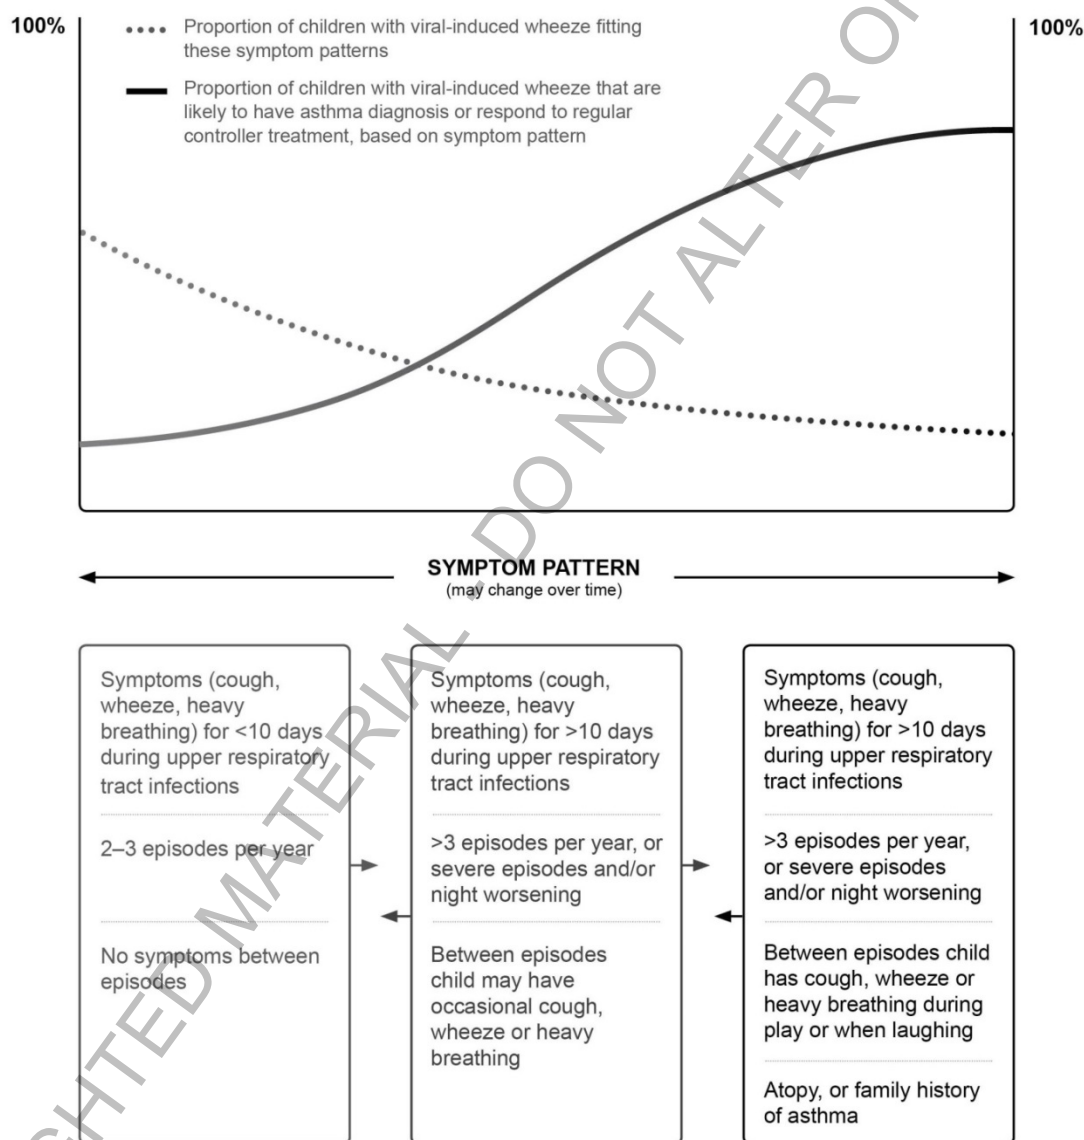 100%
100%
Proportion of children with viral-induced wheeze fitting
these symptom patterns
Proportion of children with viral-induced wheeze that are
likely to have asthma diagnosis or respond to regular
controller treatment, based on symptom pattern
SYMPTOM PATTERN
(may change over time)
Symptoms (cough,
wheeze, heavy
breathing) for <10 days
during upper respiratory
tract infections
2–3 episodes per year
No symptoms between
episodes
Symptoms (cough,
wheeze, heavy
breathing) for >10 days
during upper respiratory
tract infections
>3 episodes per year, or
severe episodes and/or
night worsening
Between episodes
child may have
occasional cough,
wheeze or heavy
breathing
Symptoms (cough,
wheeze, heavy
breathing) for >10 days
during upper respiratory
tract infections
>3 episodes per year,
or severe episodes
and/or night worsening
Between episodes child
has cough, wheeze or
heavy breathing during
play or when laughing
Atopy, or family history
of asthma
GHTED MATERIAL - DO NOT ALTER